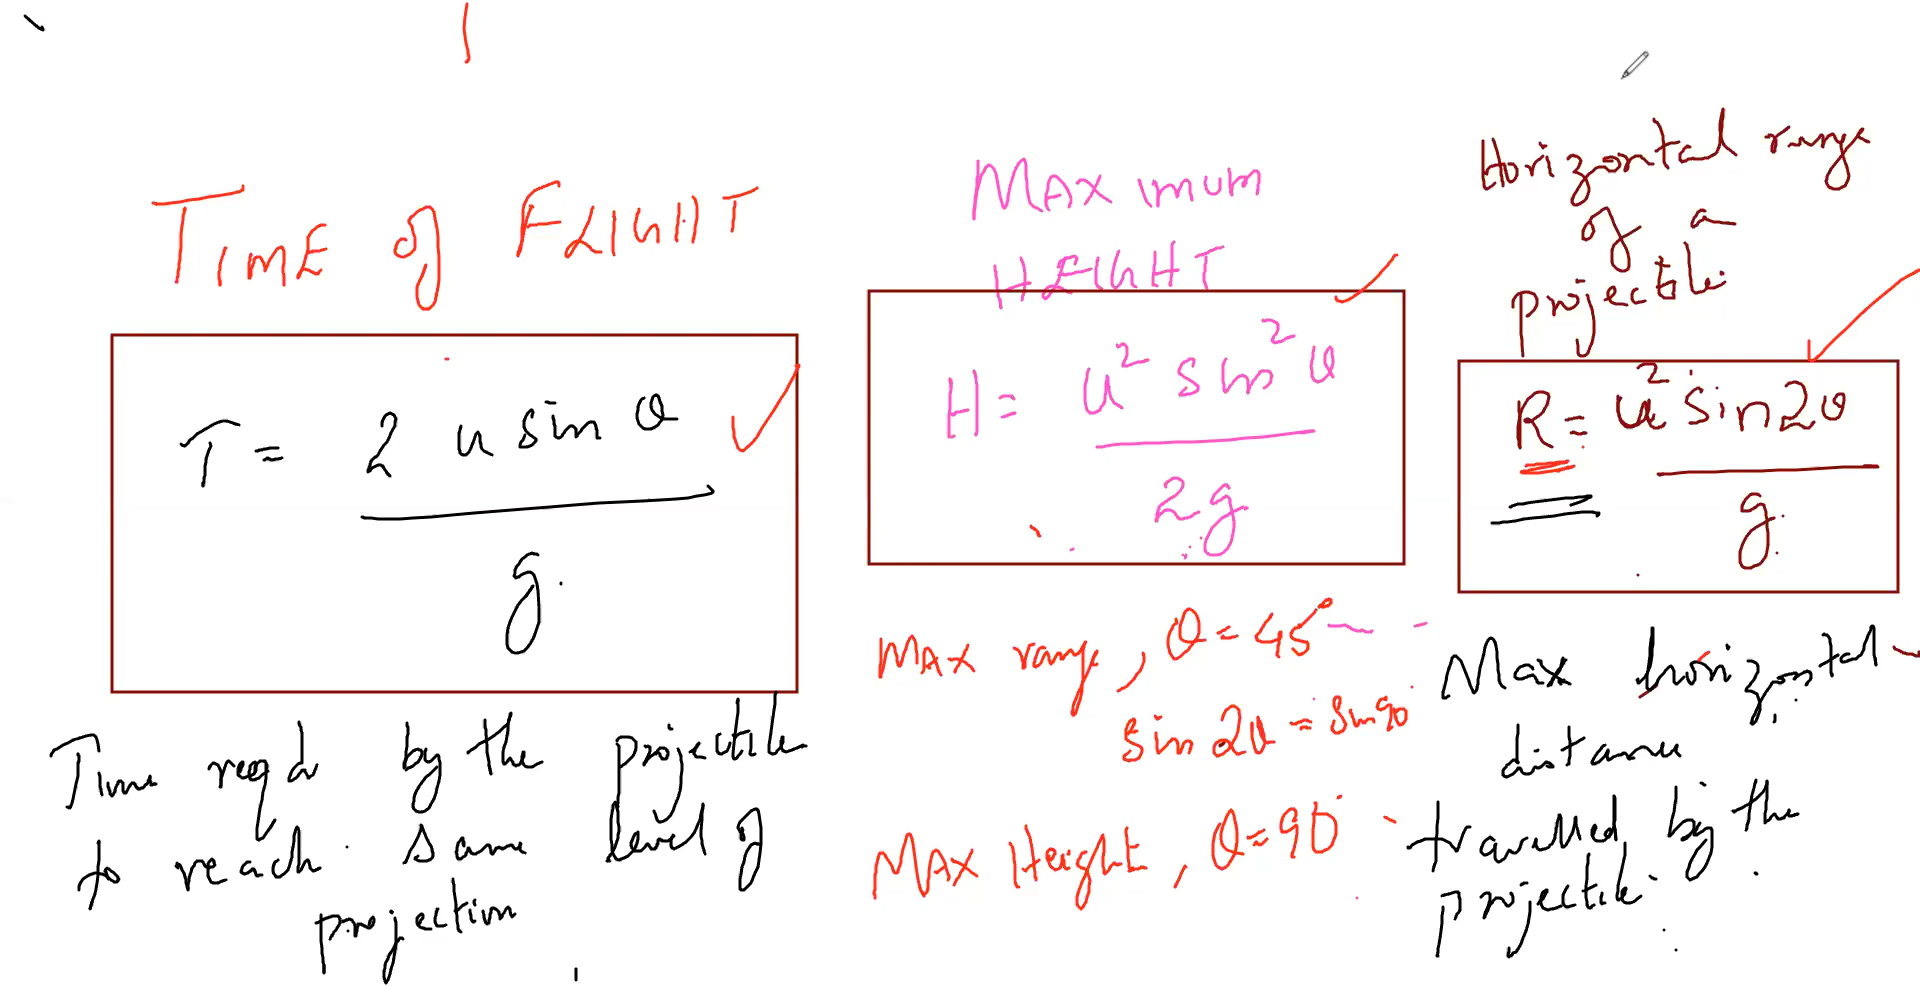 TIME of FLIGHT
T = 2 u sin θ
g.
Time reqd by the projectile
to reach same level of
projection
MAXIMUM
HEIGHT
H = u² sin² θ
2g
MAX range, θ = 45°
sin 2θ = sin 90
MAX Height, θ = 90°
Horizontal range
of a
projectile
R = u² sin 2θ
g.
Max horizontal
distance
travelled by the
projectile.